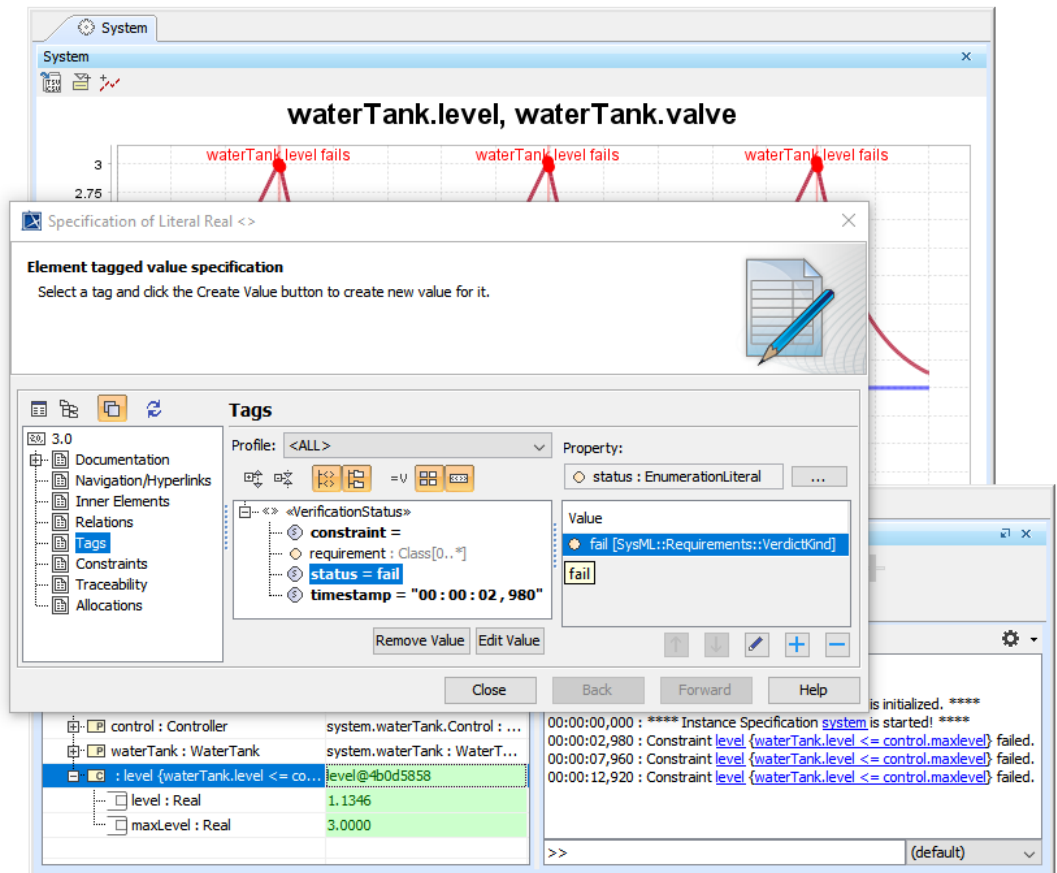 System
System
waterTank.level, waterTank.valve
waterTank.level fails
waterTank.level fails
waterTank.level fails
3
2.75
Specification of Literal Real <>
Element tagged value specification
Select a tag and click the Create Value button to create new value for it.
3.0
Documentation
Navigation/Hyperlinks
Inner Elements
Relations
Tags
Constraints
Traceability
Allocations
Tags
Profile: <ALL>
«VerificationStatus»
constraint =
requirement : Class[0..*]
status = fail
timestamp = "00:00:02,980"
Remove Value Edit Value
Property:
status : EnumerationLiteral ...
Value
fail [SysML::Requirements::VerdictKind]
fail
Close Back Forward Help
control : Controller system.waterTank.Control : ...
waterTank : WaterTank system.waterTank : WaterT...
: level {waterTank.level <= co... level@4b0d5858
level : Real 1.1346
maxLevel : Real 3.0000
is initialized. ****
00:00:00,000 : **** Instance Specification system is started! ****
00:00:02,980 : Constraint level {waterTank.level <= control.maxlevel} failed.
00:00:07,960 : Constraint level {waterTank.level <= control.maxlevel} failed.
00:00:12,920 : Constraint level {waterTank.level <= control.maxlevel} failed.
>> (default)